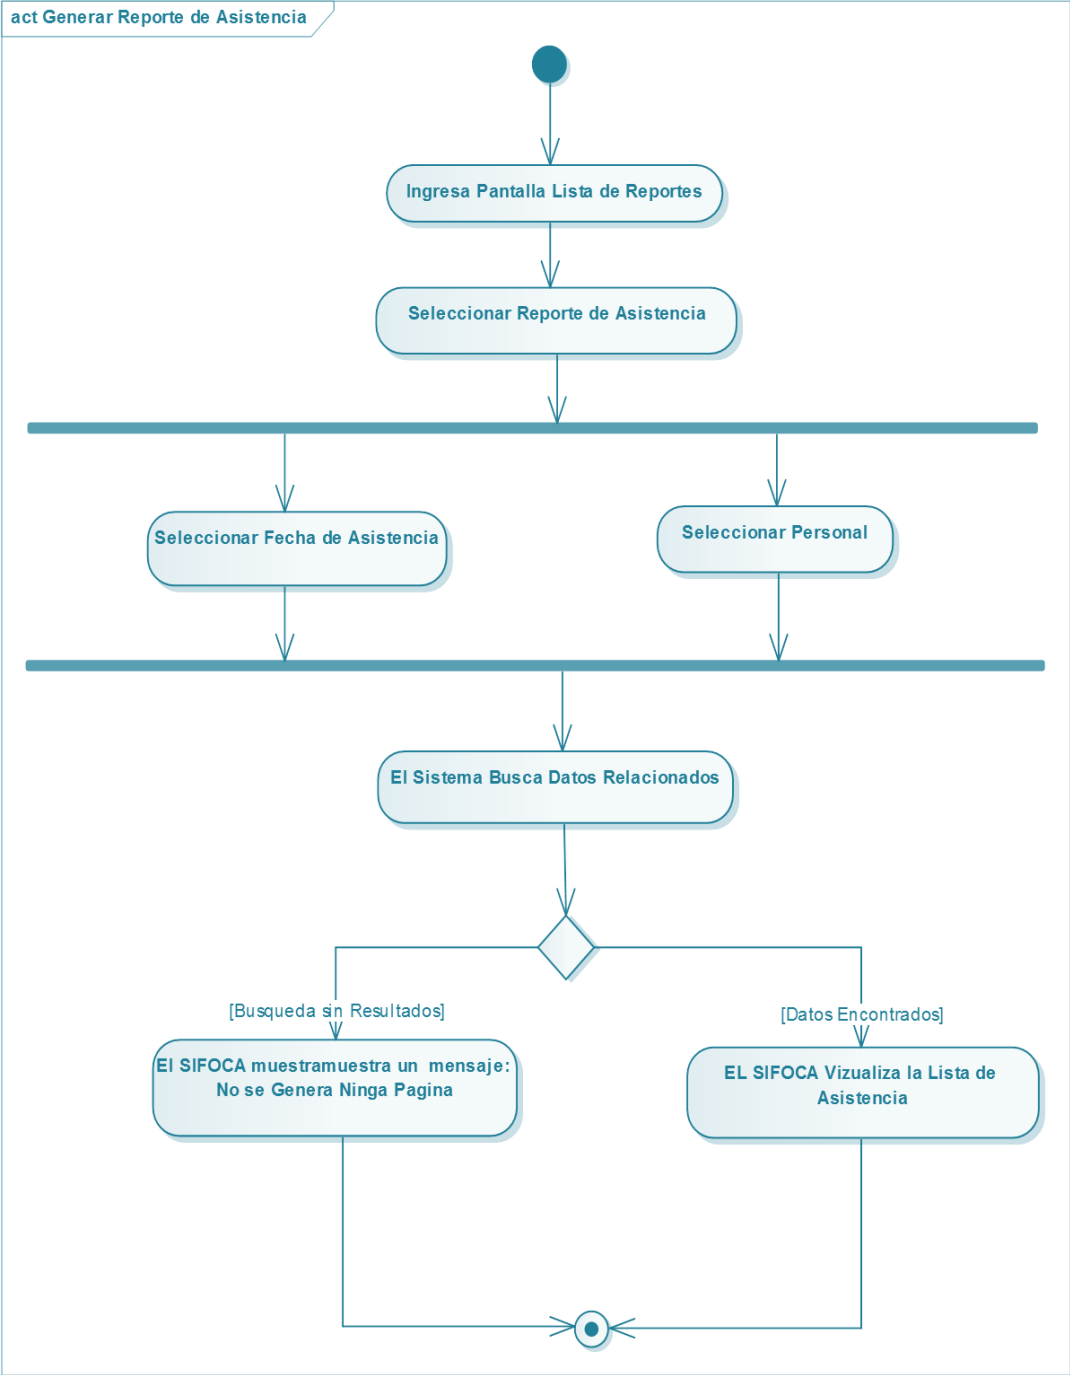 act Generar Reporte de Asistencia
Ingresa Pantalla Lista de Reportes
Seleccionar Reporte de Asistencia
Seleccionar Fecha de Asistencia
Seleccionar Personal
El Sistema Busca Datos Relacionados
[Busqueda sin Resultados]
[Datos Encontrados]
El SIFOCA muestramuestra un mensaje:
No se Genera Ninga Pagina
EL SIFOCA Vizualiza la Lista de
Asistencia